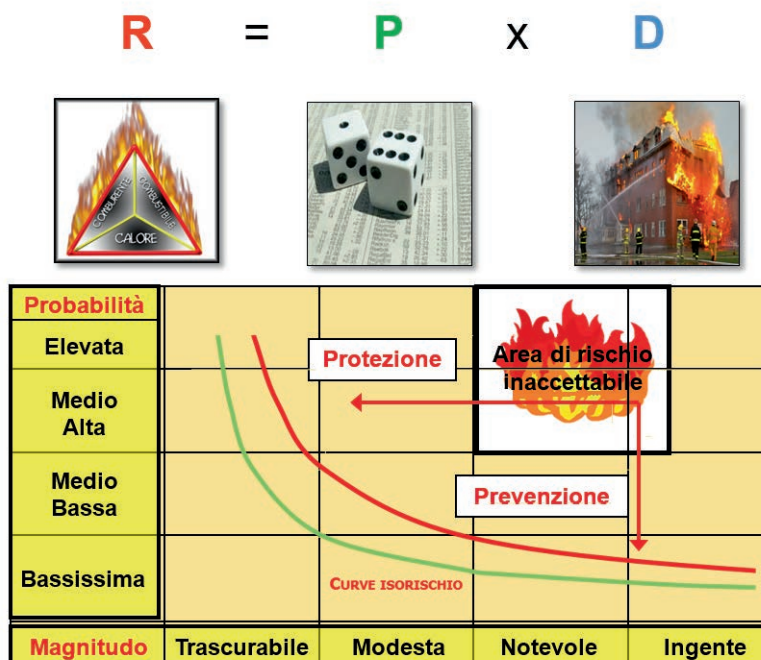 R = P x D
COMBURENTE
COMBUSTIBILE
CALORE
Probabilità
Elevata
Protezione
Area di rischio
inaccettabile
Medio
Alta
Medio
Bassa
Prevenzione
Bassissima
CURVE ISORISCHIO
Magnitudo
Trascurabile
Modesta
Notevole
Ingente